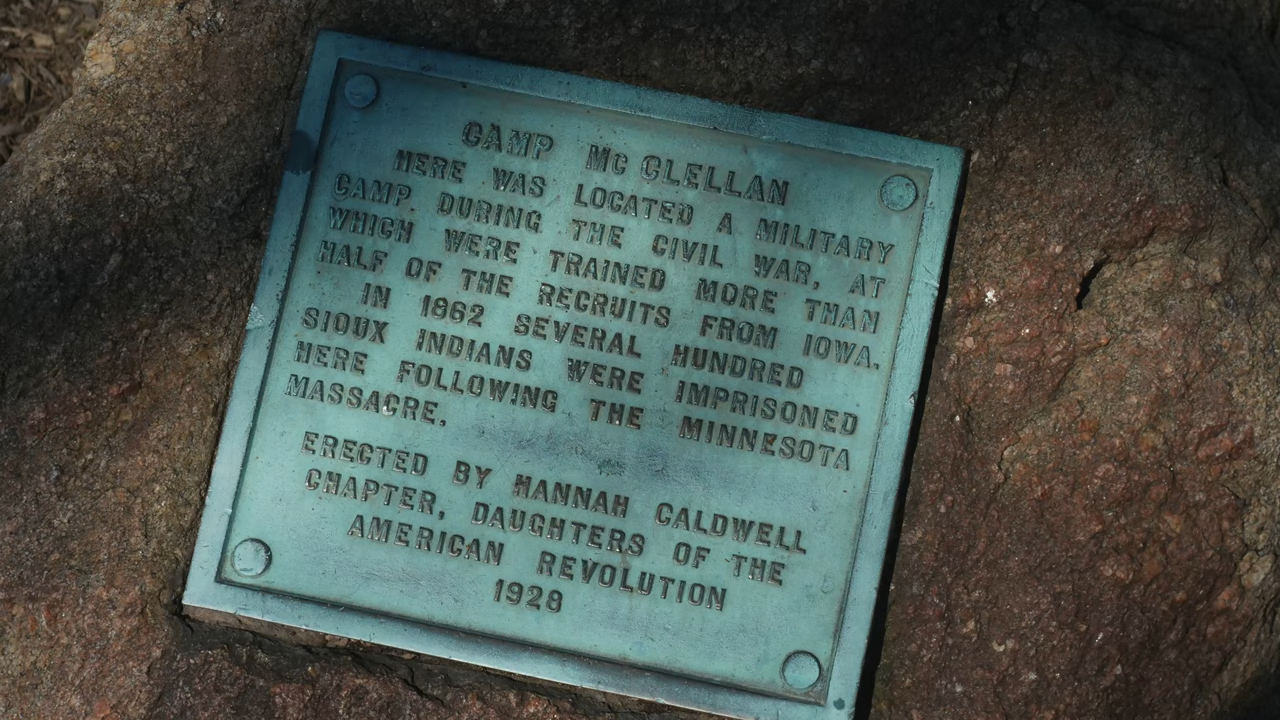 CAMP McCLELLAN
HERE WAS LOCATED A MILITARY
CAMP DURING THE CIVIL WAR, AT
WHICH WERE TRAINED MORE THAN
HALF OF THE RECRUITS FROM IOWA.
IN 1862 SEVERAL HUNDRED
SIOUX INDIANS WERE IMPRISONED
HERE FOLLOWING THE MINNESOTA
MASSACRE.
ERECTED BY HANNAH CALDWELL
CHAPTER, DAUGHTERS OF THE
AMERICAN REVOLUTION
1928